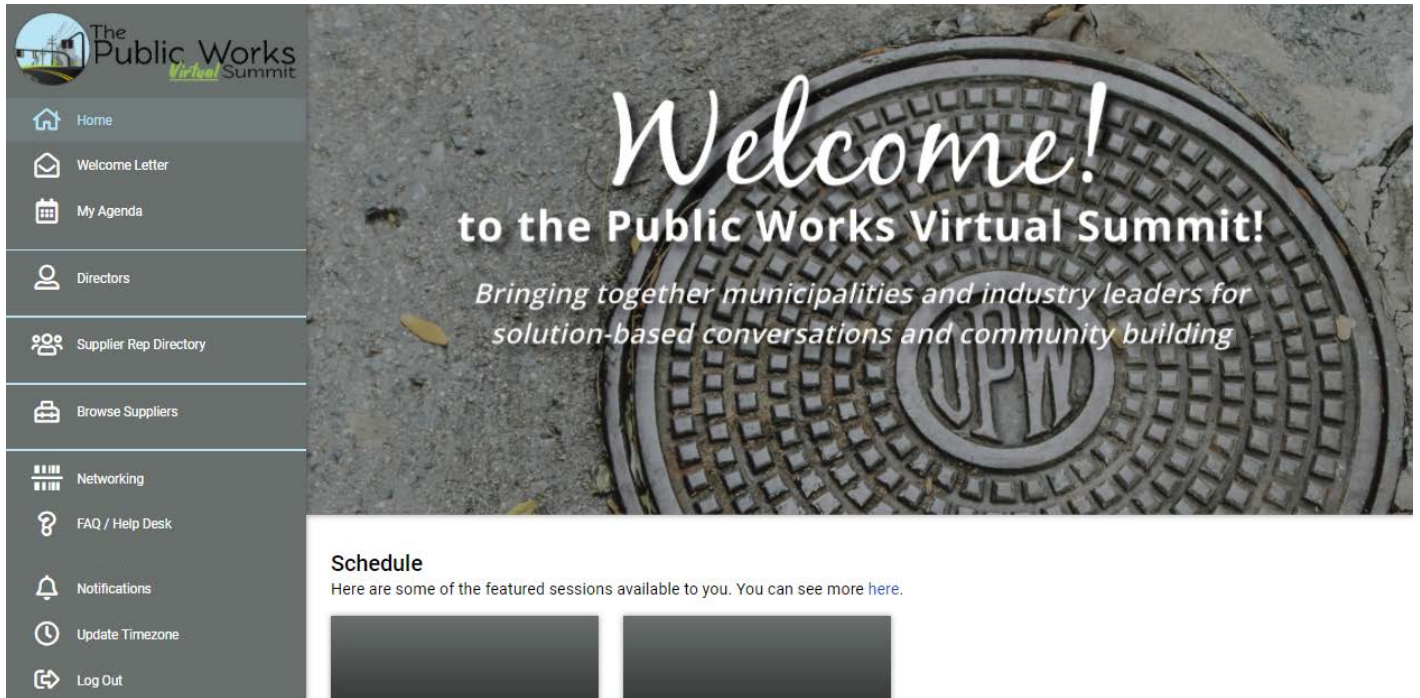 The
Public Works
Virtual Summit
Home
Welcome Letter
My Agenda
Directors
Supplier Rep Directory
Browse Suppliers
Networking
FAQ / Help Desk
Notifications
Update Timezone
Log Out
Welcome!
to the Public Works Virtual Summit!
Bringing together municipalities and industry leaders for
solution-based conversations and community building
DPW
Schedule
Here are some of the featured sessions available to you. You can see more here.